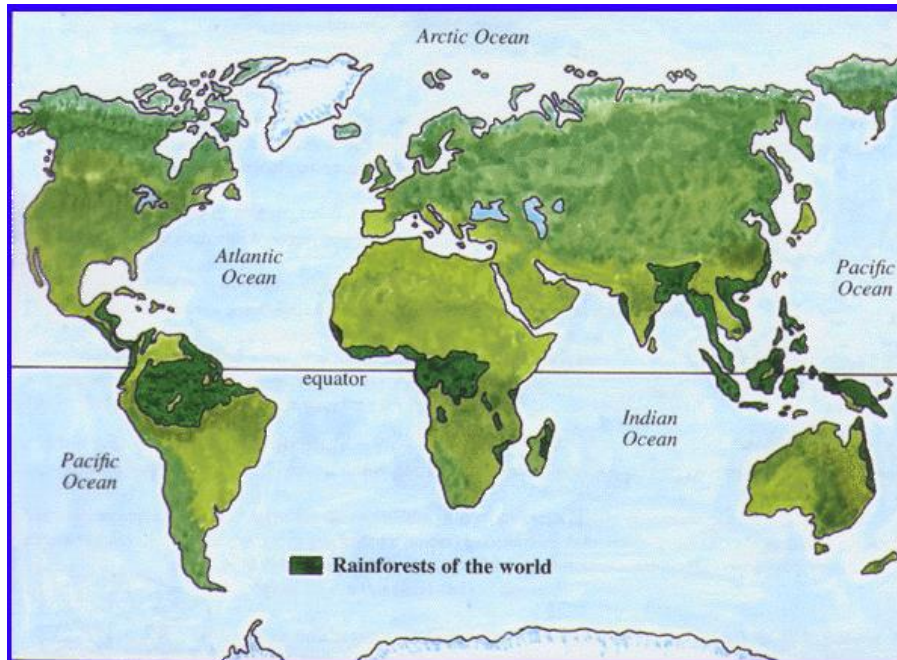 Arctic Ocean
Atlantic
Ocean
Pacific
Ocean
equator
Indian
Ocean
Pacific
Ocean
Rainforests of the world